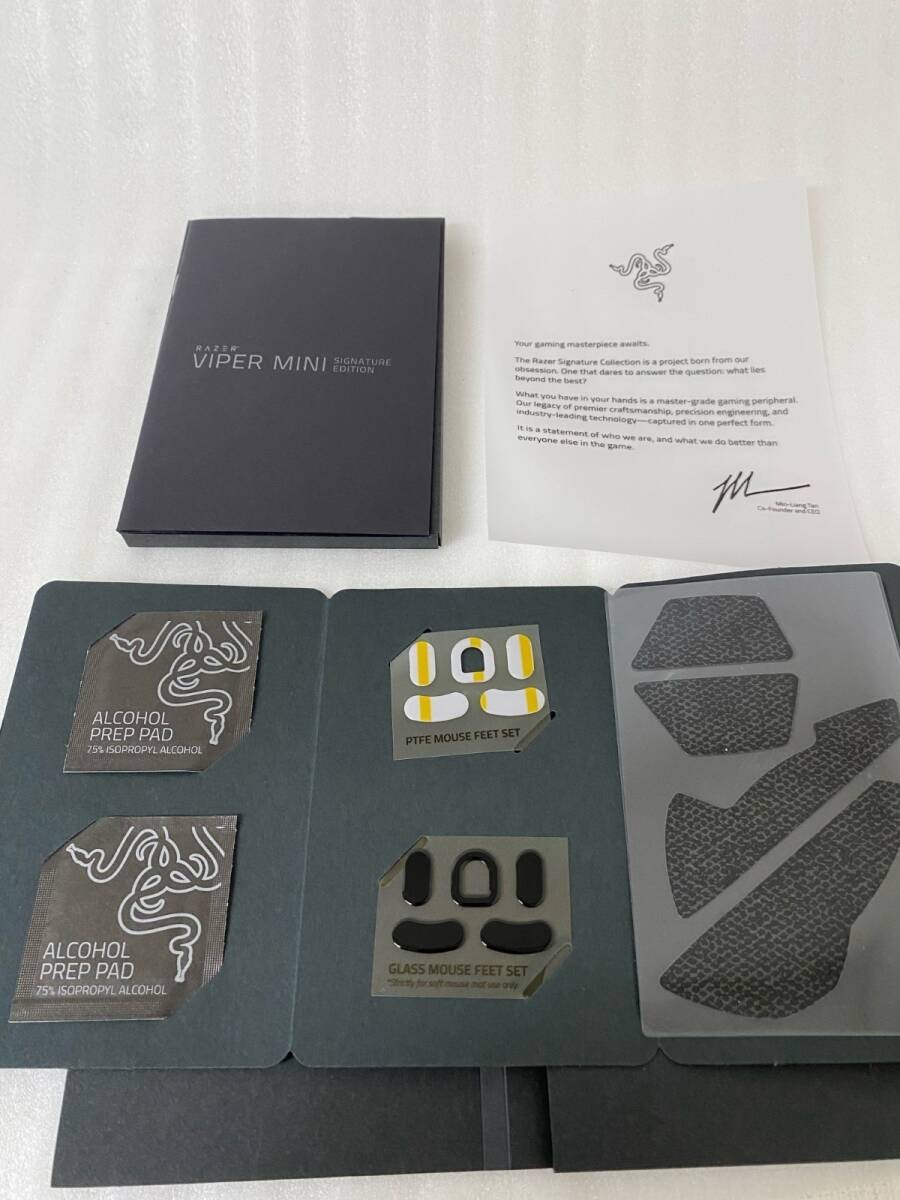 RAZER
VIPER MINI SIGNATURE
EDITION
Your gaming masterpiece awaits.
The Razer Signature Collection is a project born from our
obsession. One that dares to answer the question: what lies
beyond the best?
What you have in your hands is a master-grade gaming peripheral.
Our legacy of premier craftsmanship, precision engineering, and
industry-leading technology—captured in one perfect form.
It is a statement of who we are, and what we do better than
everyone else in the game.
Min-Liang Tan
Co-Founder and CEO
ALCOHOL
PREP PAD
75% ISOPROPYL ALCOHOL
PTFE MOUSE FEET SET
ALCOHOL
PREP PAD
75% ISOPROPYL ALCOHOL
GLASS MOUSE FEET SET
*Strictly for soft mouse mat use only.